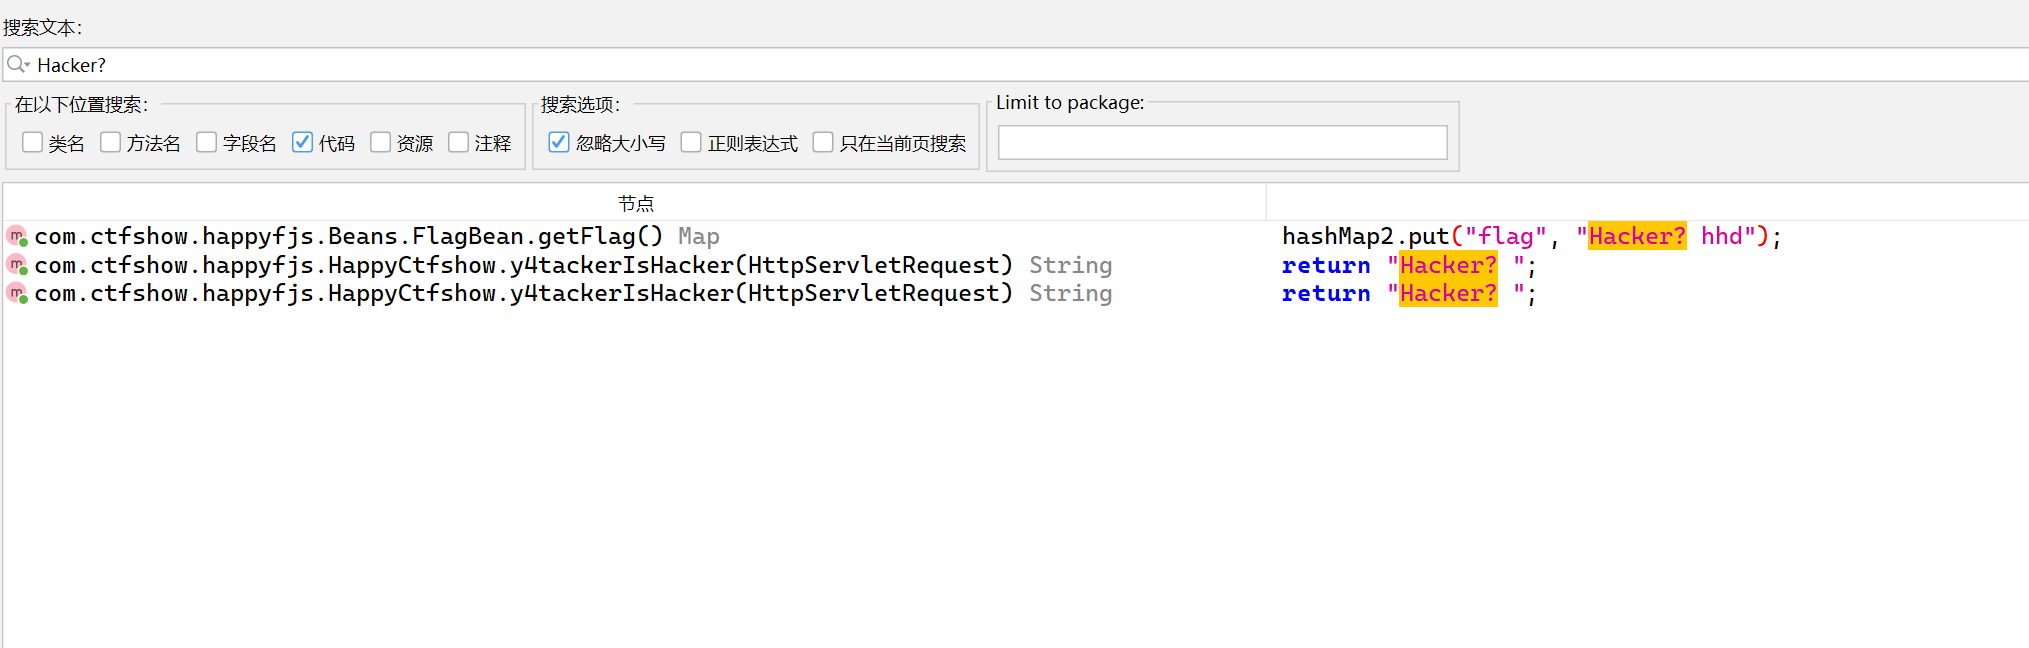 搜索文本：
Hacker?
在以下位置搜索： 搜索选项： Limit to package:
类名 方法名 字段名 代码 资源 注释 忽略大小写 正则表达式 只在当前页搜索
节点
m com.ctfshow.happyfjs.Beans.FlagBean.getFlag() Map hashMap2.put("flag", "Hacker? hhd");
m com.ctfshow.happyfjs.HappyCtfshow.y4tackerIsHacker(HttpServletRequest) String return "Hacker? ";
m com.ctfshow.happyfjs.HappyCtfshow.y4tackerIsHacker(HttpServletRequest) String return "Hacker? ";